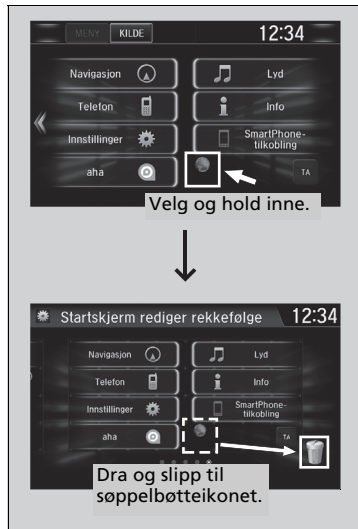 MENY KILDE 12:34
Navigasjon Lyd
Telefon Info
Innstillinger SmartPhone-
tilkobling
aha TA
Velg og hold inne.
Startskjerm rediger rekkefølge 12:34
Navigasjon Lyd
Telefon Info
Innstillinger SmartPhone-
tilkobling
aha TA
Dra og slipp til
søppelbøtteikonet.